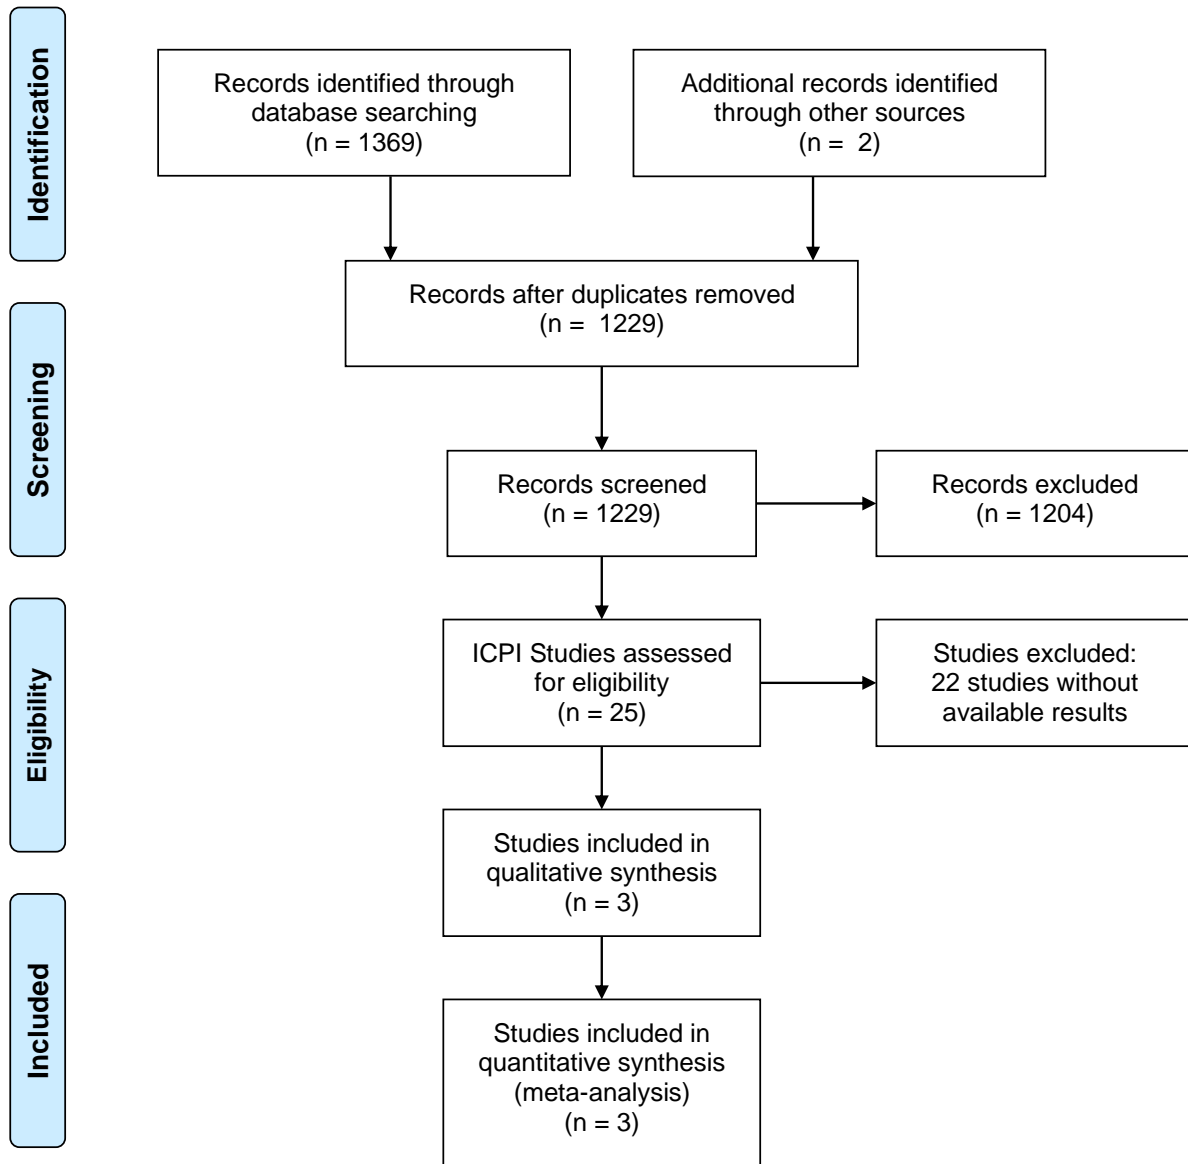 Identification
Records identified through
database searching
(n = 1369)
Additional records identified
through other sources
(n =  2)
Records after duplicates removed
(n =  1229)
Screening
Records screened
(n = 1229)
Records excluded
(n = 1204)
Eligibility
ICPI Studies assessed
for eligibility
(n = 25)
Studies excluded:
22 studies without
available results
Studies included in
qualitative synthesis
(n = 3)
Included
Studies included in
quantitative synthesis
(meta-analysis)
(n = 3)